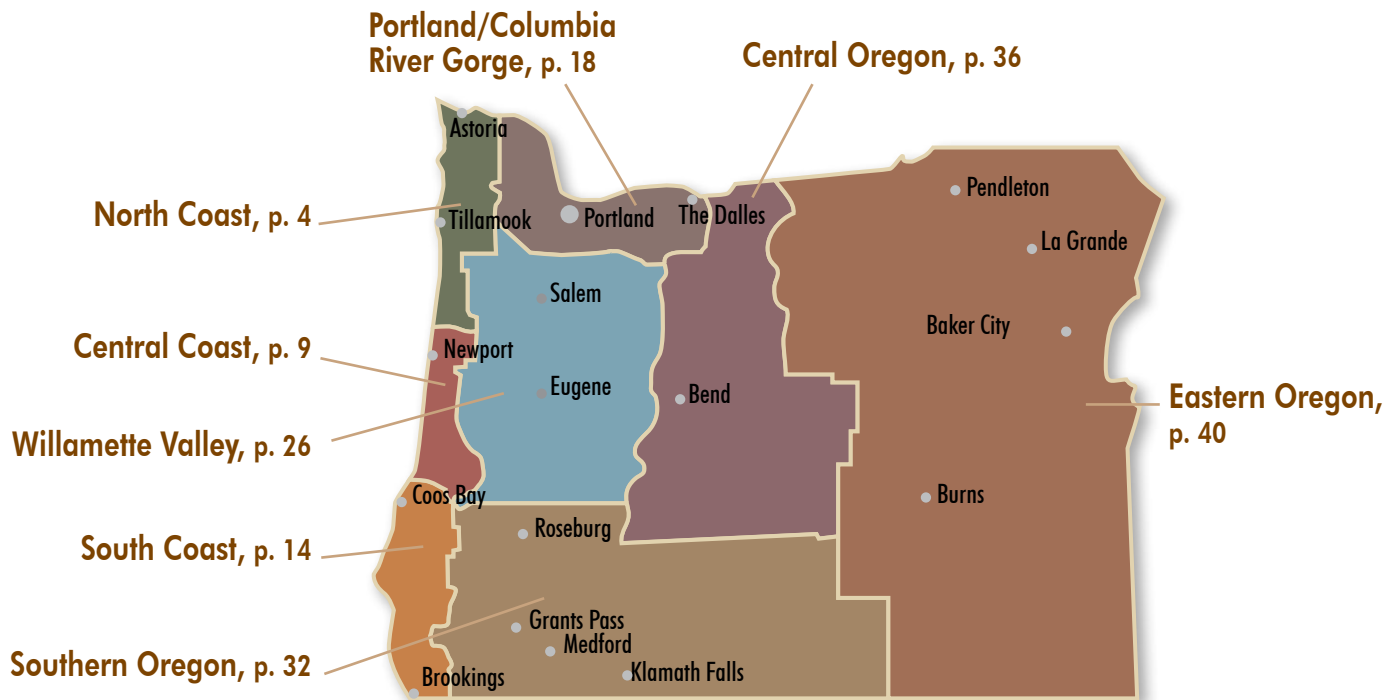 Portland/Columbia
River Gorge, p. 18
Central Oregon, p. 36
Astoria
Pendleton
North Coast, p. 4
Tillamook
Portland
The Dalles
La Grande
Salem
Baker City
Central Coast, p. 9
Newport
Eugene
Bend
Eastern Oregon,
p. 40
Willamette Valley, p. 26
Coos Bay
Burns
Roseburg
South Coast, p. 14
Grants Pass
Medford
Southern Oregon, p. 32
Brookings
Klamath Falls